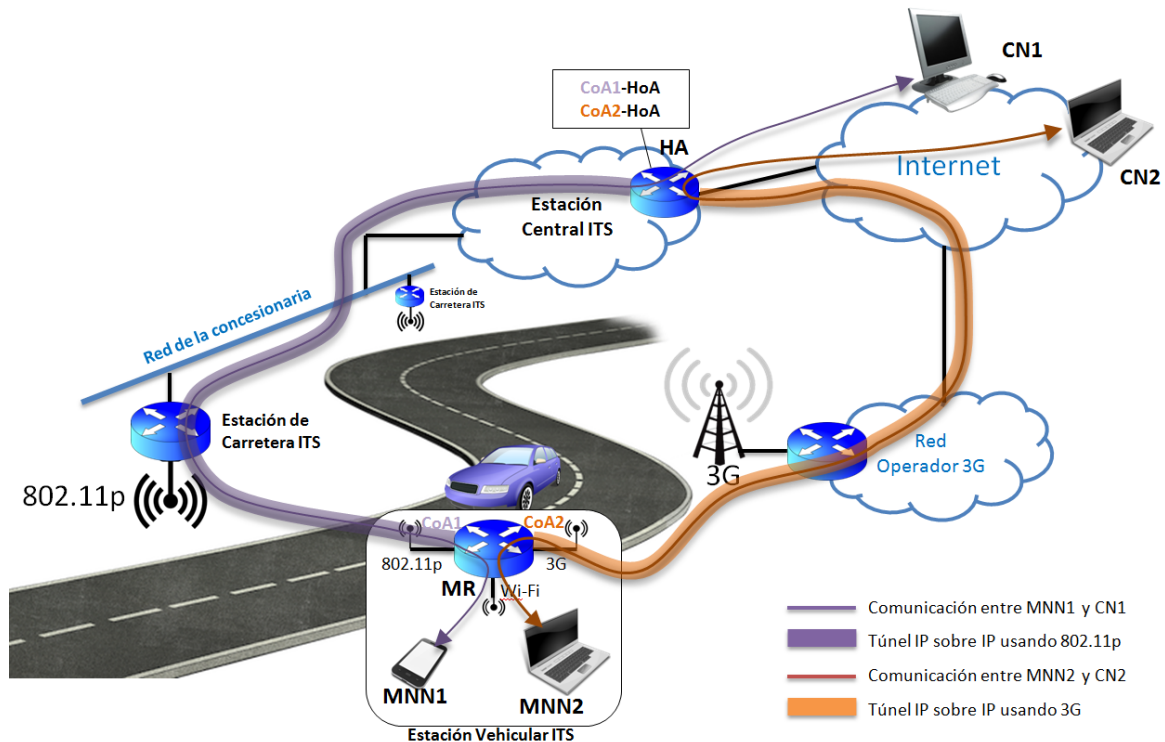 CN1
CoA1-HoA
CoA2-HoA
HA
Internet
CN2
Estación
Central ITS
Estación de
Carretera ITS
Red de la concesionaria
Estación de
Carretera ITS
802.11p
3G
Red
Operador 3G
CoA1
CoA2
802.11p
3G
MR
Wi-Fi
MNN1
MNN2
Estación Vehicular ITS
Comunicación entre MNN1 y CN1
Túnel IP sobre IP usando 802.11p
Comunicación entre MNN2 y CN2
Túnel IP sobre IP usando 3G